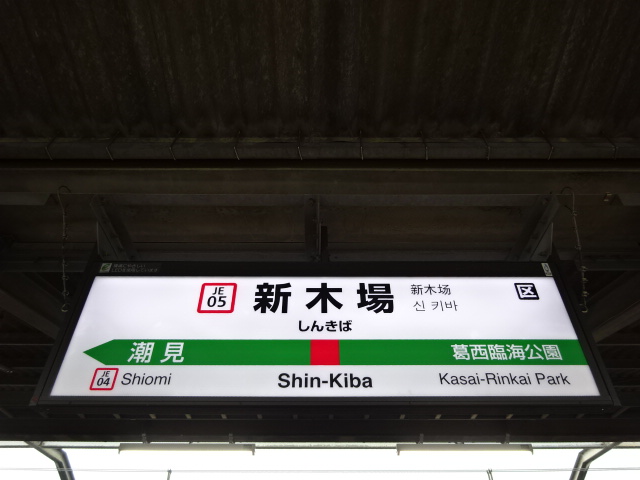 JE
05
新木場
新木场
신키바
区
しんきば
潮見
葛西臨海公園
JE
04
Shiomi
Shin-Kiba
Kasai-Rinkai Park